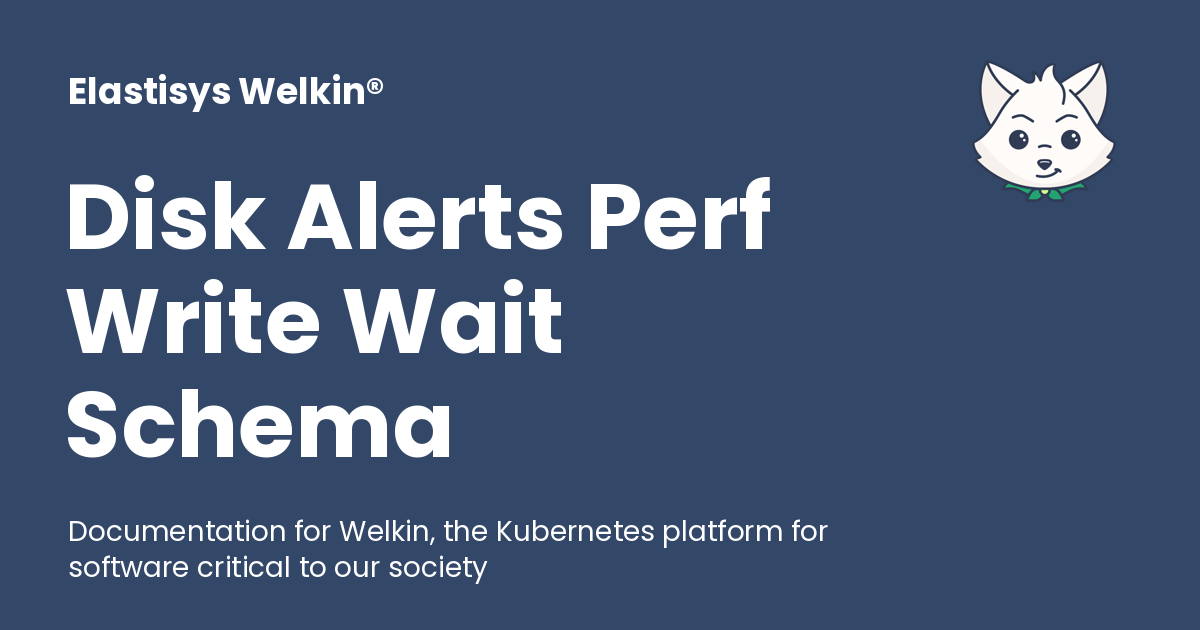 Elastisys Welkin®
Disk Alerts Perf
Write Wait
Schema
Documentation for Welkin, the Kubernetes platform for
software critical to our society